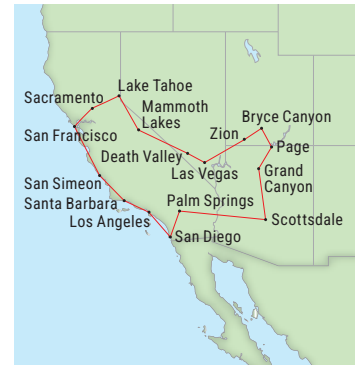 Lake Tahoe
Sacramento
Mammoth
Lakes
Bryce Canyon
Zion
San Francisco
Page
Death Valley
Las Vegas
Grand
Canyon
San Simeon
Santa Barbara
Palm Springs
Los Angeles
Scottsdale
San Diego